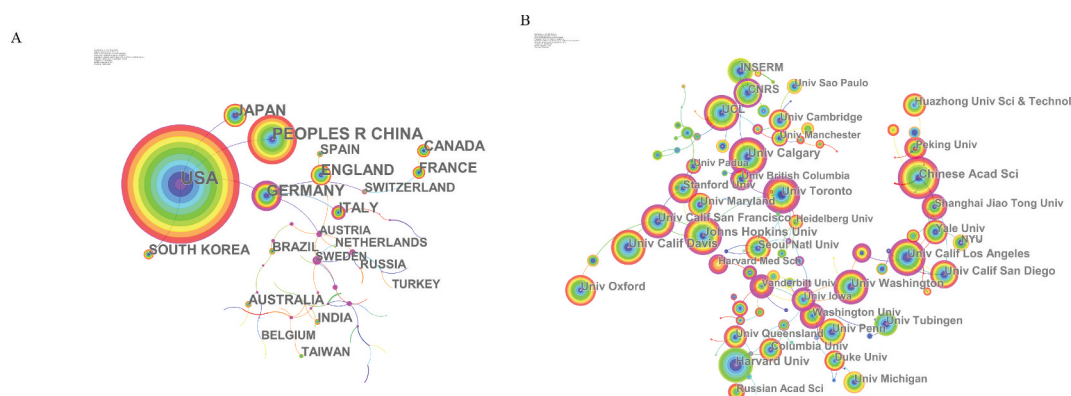 A
B
JAPAN
PEOPLES R CHINA
SPAIN
CANADA
USA
ENGLAND
FRANCE
GERMANY
SWITZERLAND
ITALY
AUSTRIA
SOUTH KOREA
BRAZIL
NETHERLANDS
SWEDEN
RUSSIA
TURKEY
AUSTRALIA
INDIA
BELGIUM
TAIWAN
INSERM
CNRS
Univ Sao Paulo
UCL
Univ Cambridge
Univ Manchester
Univ Calgary
Univ Padua
Univ British Columbia
Stanford Univ
Univ Toronto
Univ Maryland
Univ Calif San Francisco
Heidelberg Univ
Johns Hopkins Univ
Univ Calif Davis
Seoul Natl Univ
Harvard Med Sch
Univ Oxford
Vanderbilt Univ
Univ Iowa
Univ Washington
Washington Univ
Univ Tubingen
Univ Penn
Univ Queensland
Columbia Univ
Harvard Univ
Duke Univ
Univ Michigan
Russian Acad Sci
Huazhong Univ Sci & Technol
Peking Univ
Chinese Acad Sci
Shanghai Jiao Tong Univ
Yale Univ
NYU
Univ Calif Los Angeles
Univ Calif San Diego